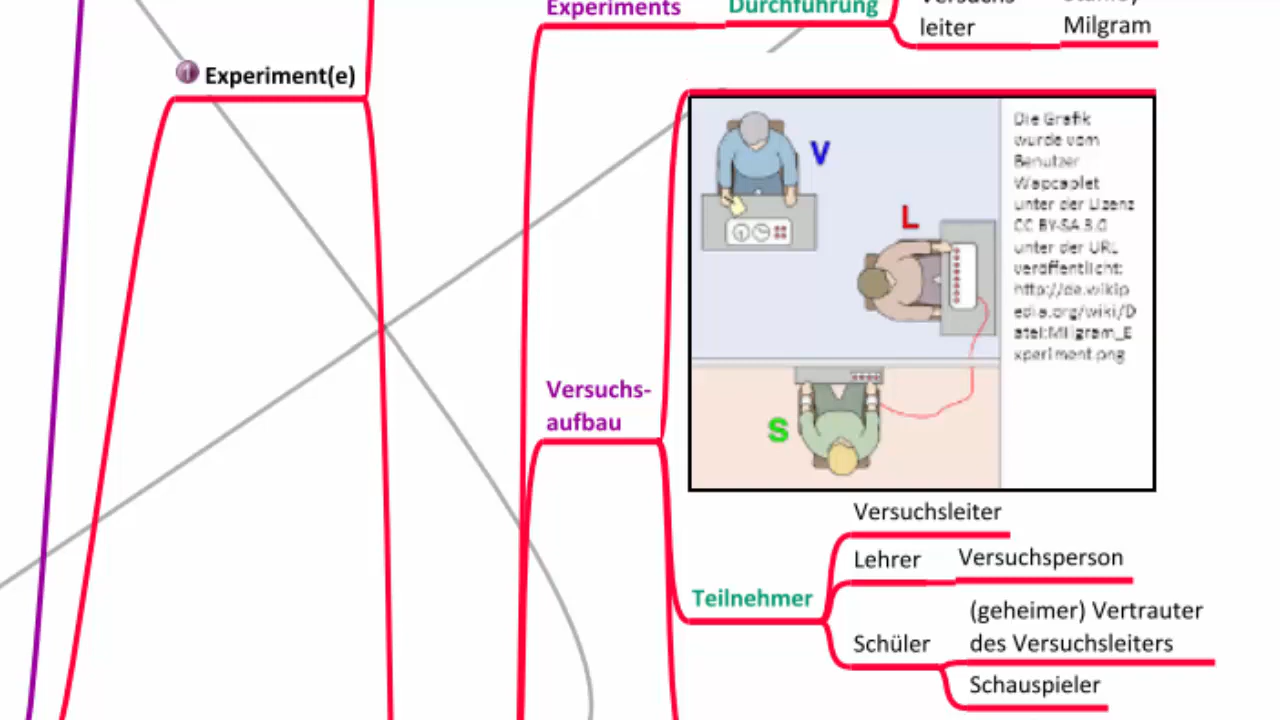 Experiments
Durchführung
leiter
Milgram
Experiment(e)
V
L
S
Die Grafik
wurde vom
Benutzer
Wapcaplet
unter der Lizenz
CC BY-SA 3.0
unter der URL
veröffentlicht:
http://de.wikip
edia.org/wiki/D
atei:Milgram_E
xperiment.png
Versuchs-
aufbau
Versuchsleiter
Lehrer
Versuchsperson
Teilnehmer
(geheimer) Vertrauter
des Versuchsleiters
Schüler
Schauspieler